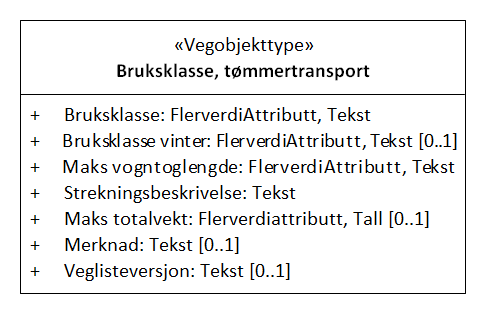 «Vegobjekttype»
Bruksklasse, tømmertransport
+ Bruksklasse: FlerverdiAttributt, Tekst
+ Bruksklasse vinter: FlerverdiAttributt, Tekst [0..1]
+ Maks vogntoglengde: FlerverdiAttributt, Tekst
+ Strekningsbeskrivelse: Tekst
+ Maks totalvekt: Flerverdiattributt, Tall [0..1]
+ Merknad: Tekst [0..1]
+ Veglisteversjon: Tekst [0..1]